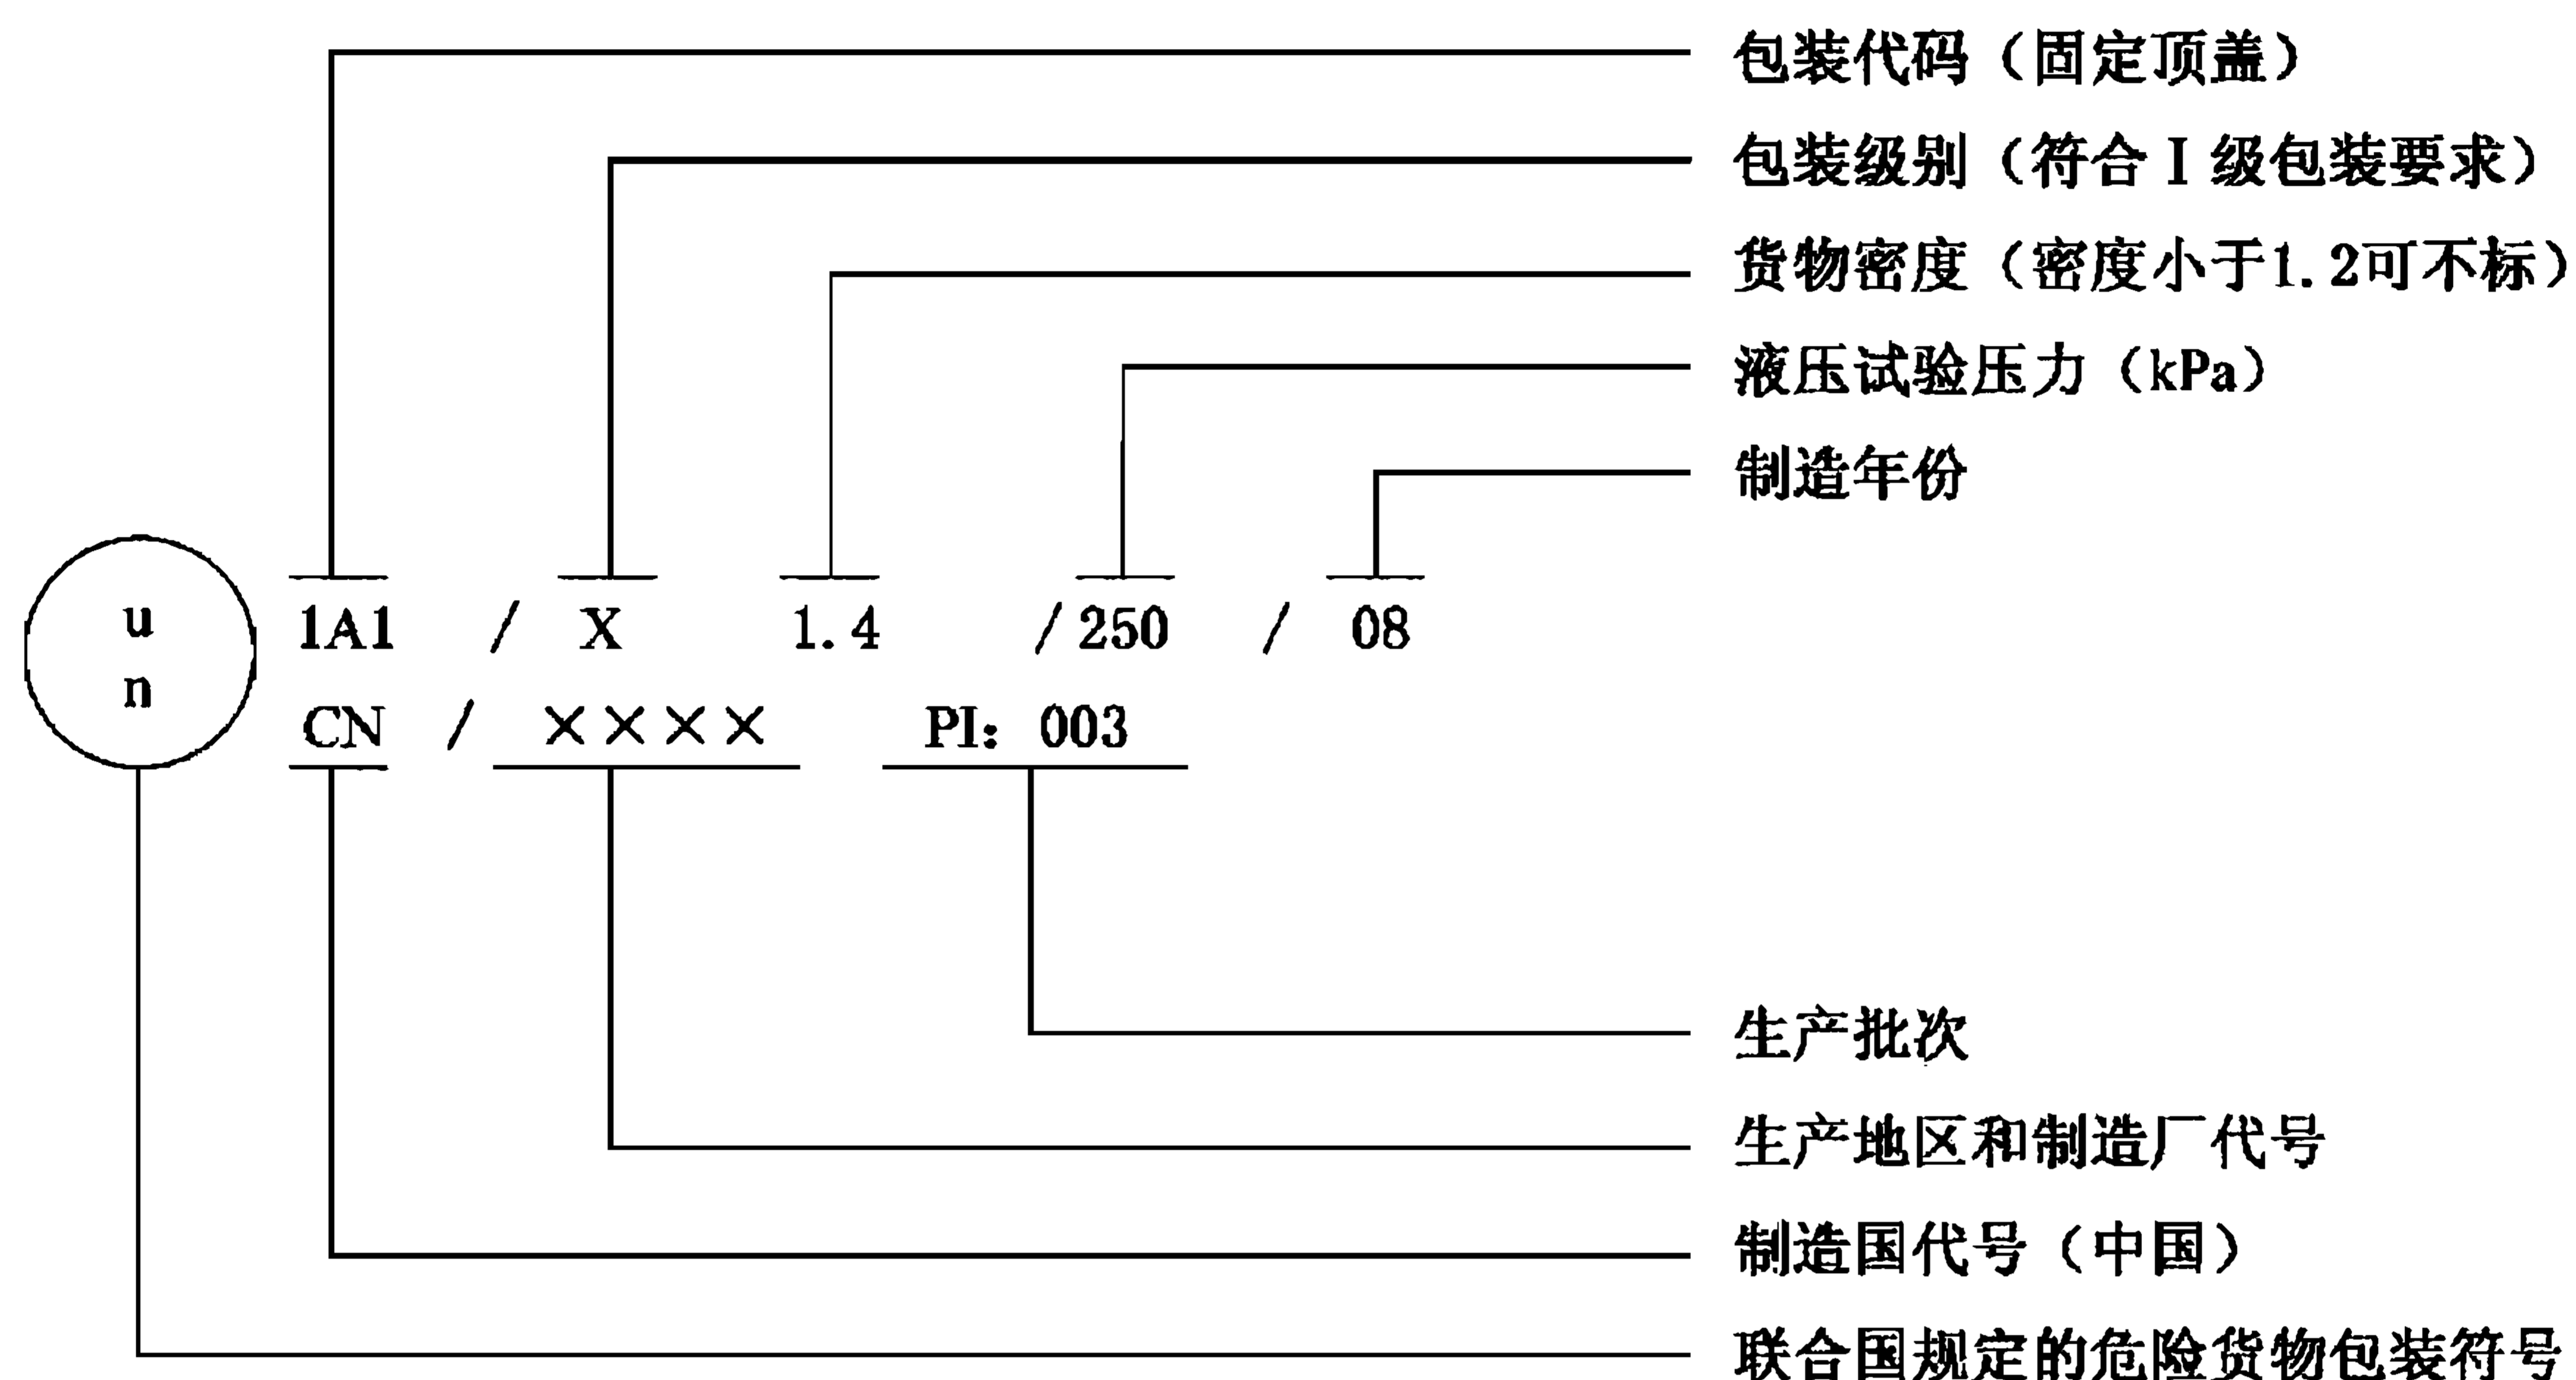 包装代码（固定顶盖）
包装级别（符合Ⅰ级包装要求）
货物密度（密度小于1.2可不标）
液压试验压力（kPa）
制造年份
u
n
1A1 / X 1.4 /250 / 08
CN / ×××× PI：003
生产批次
生产地区和制造厂代号
制造国代号（中国）
联合国规定的危险货物包装符号